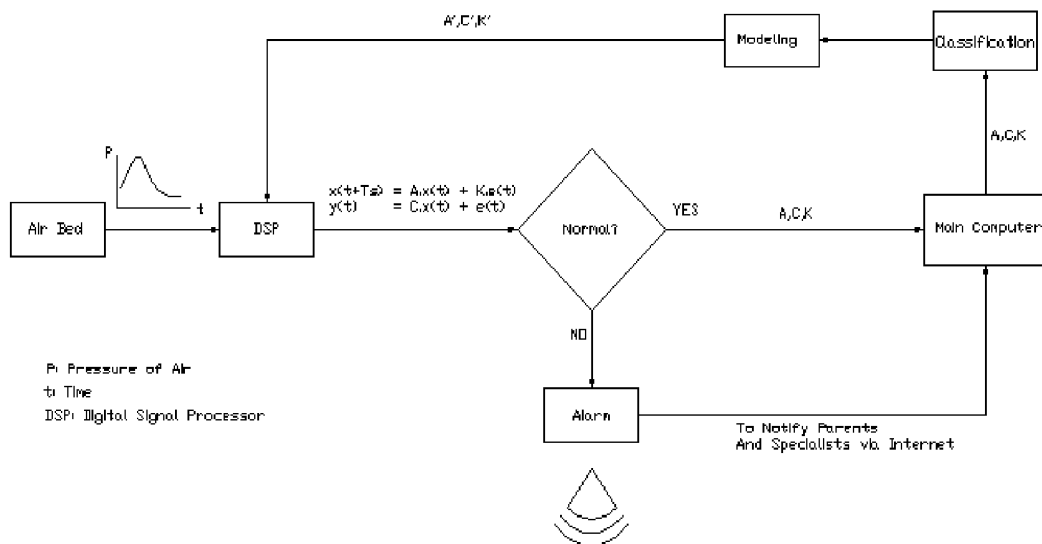 A',C',K'
Modeling
Classification
A,C,K
P
t
x(t+Ts) = A.x(t) + K.e(t)
y(t) = C.x(t) + e(t)
Air Bed
DSP
Normal?
YES
A,C,K
Main Computer
NO
P: Pressure of Air
t: Time
DSP: Digital Signal Processor
Alarm
To Notify Parents
And Specialists via Internet